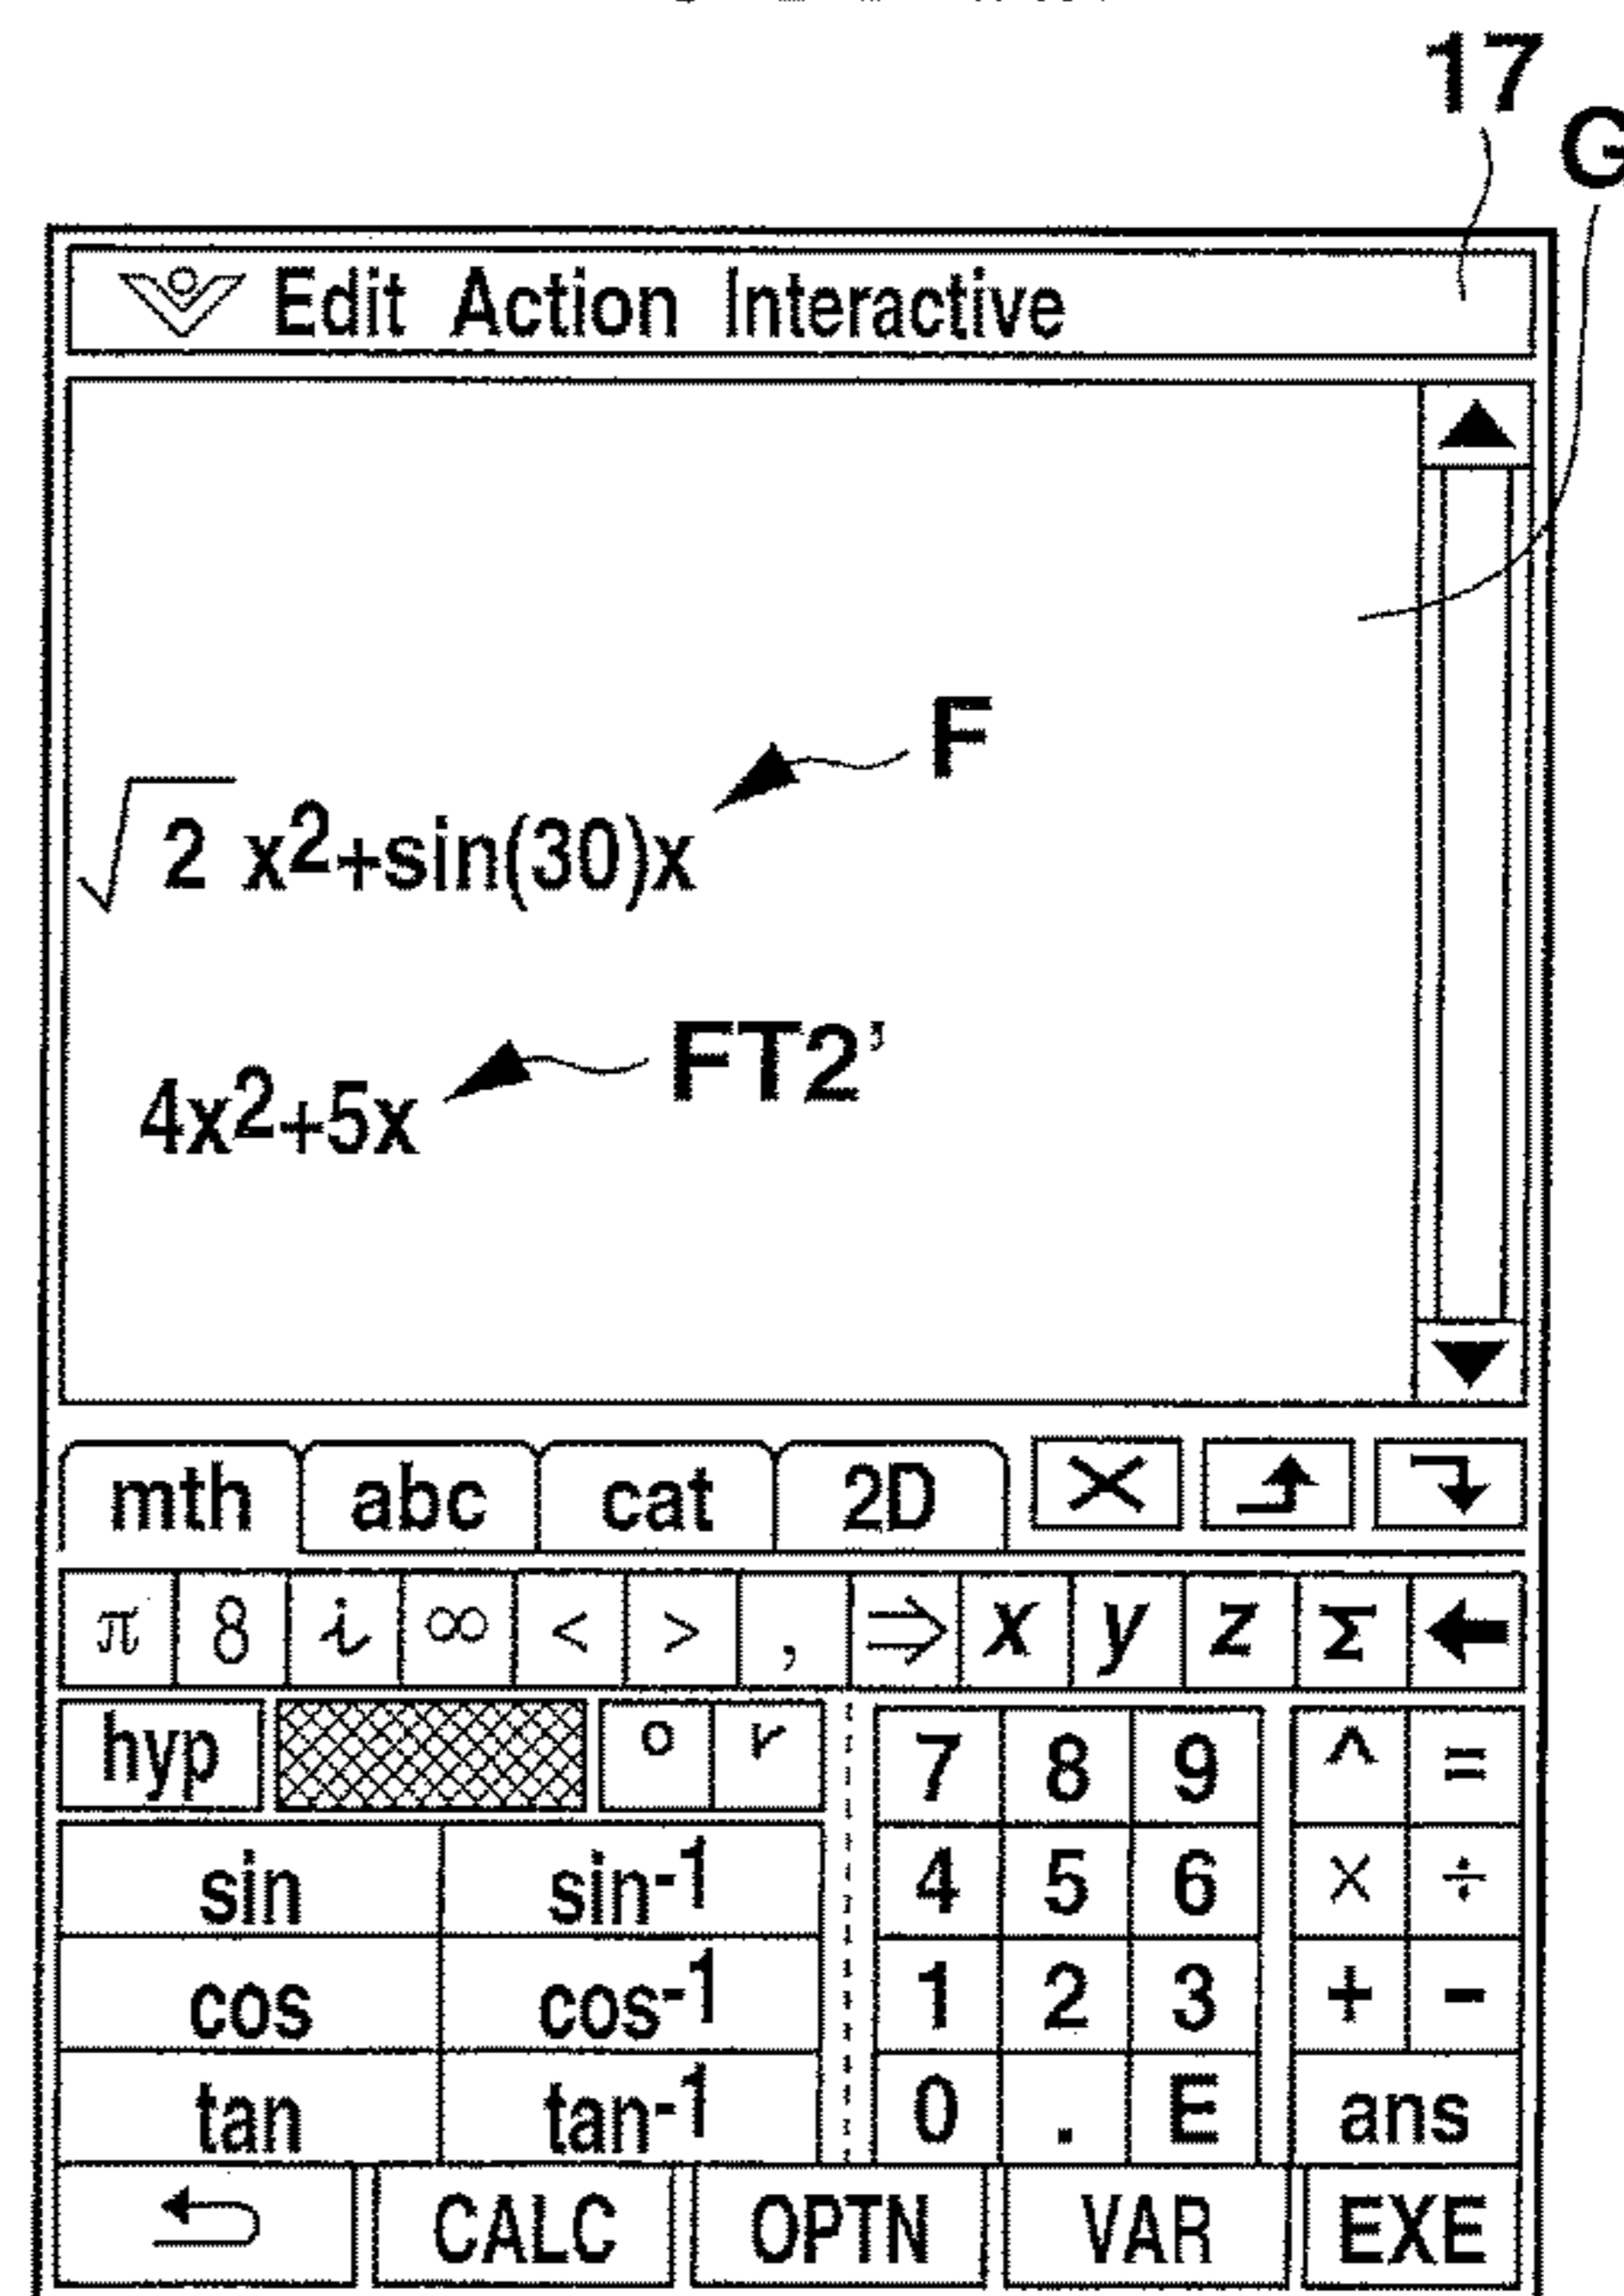 17
G
Edit Action Interactive
F
√2 x²+sin(30)x
FT2’
4x²+5x
mth abc cat 2D
π 8 i ∞ < > , ⇒ x y z Σ ←
hyp ° r 7 8 9 ^ =
sin sin-1 4 5 6 × ÷
cos cos-1 1 2 3 + -
tan tan-1 0 . E ans
CALC OPTN VAR EXE